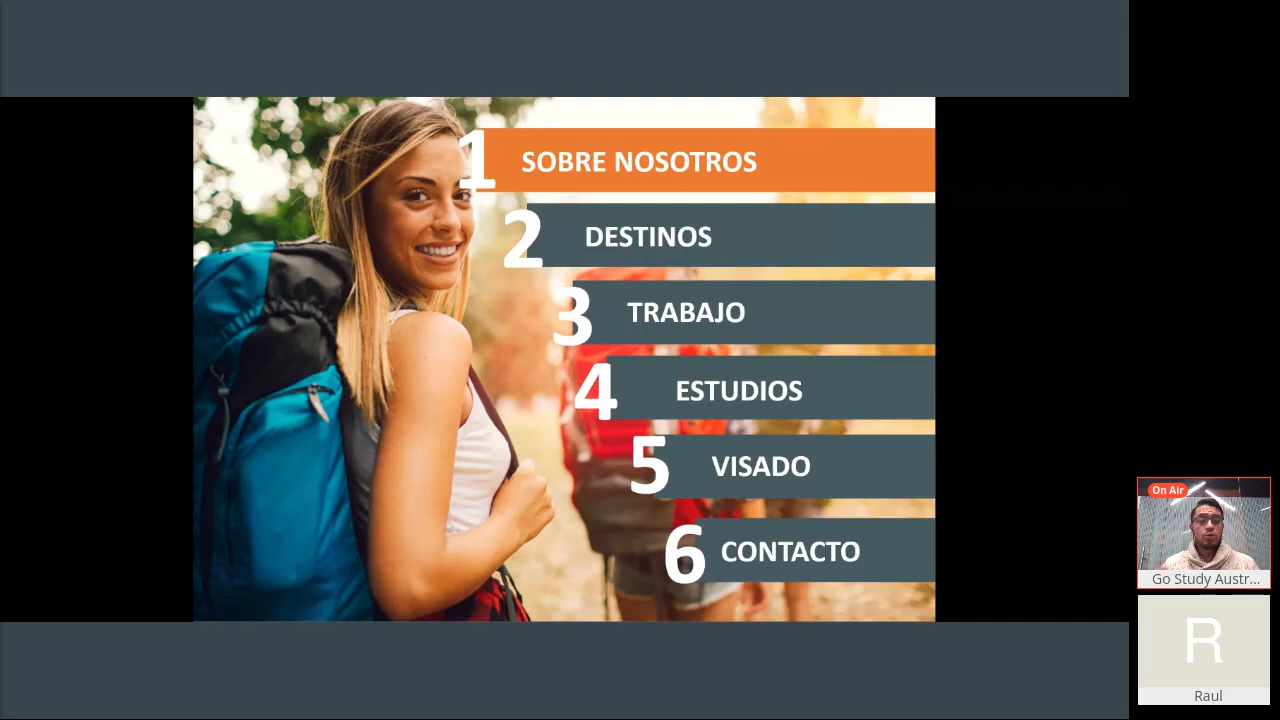 1 SOBRE NOSOTROS
2 DESTINOS
3 TRABAJO
4 ESTUDIOS
5 VISADO
6 CONTACTO
On Air
Go Study Austr...
R
Raul